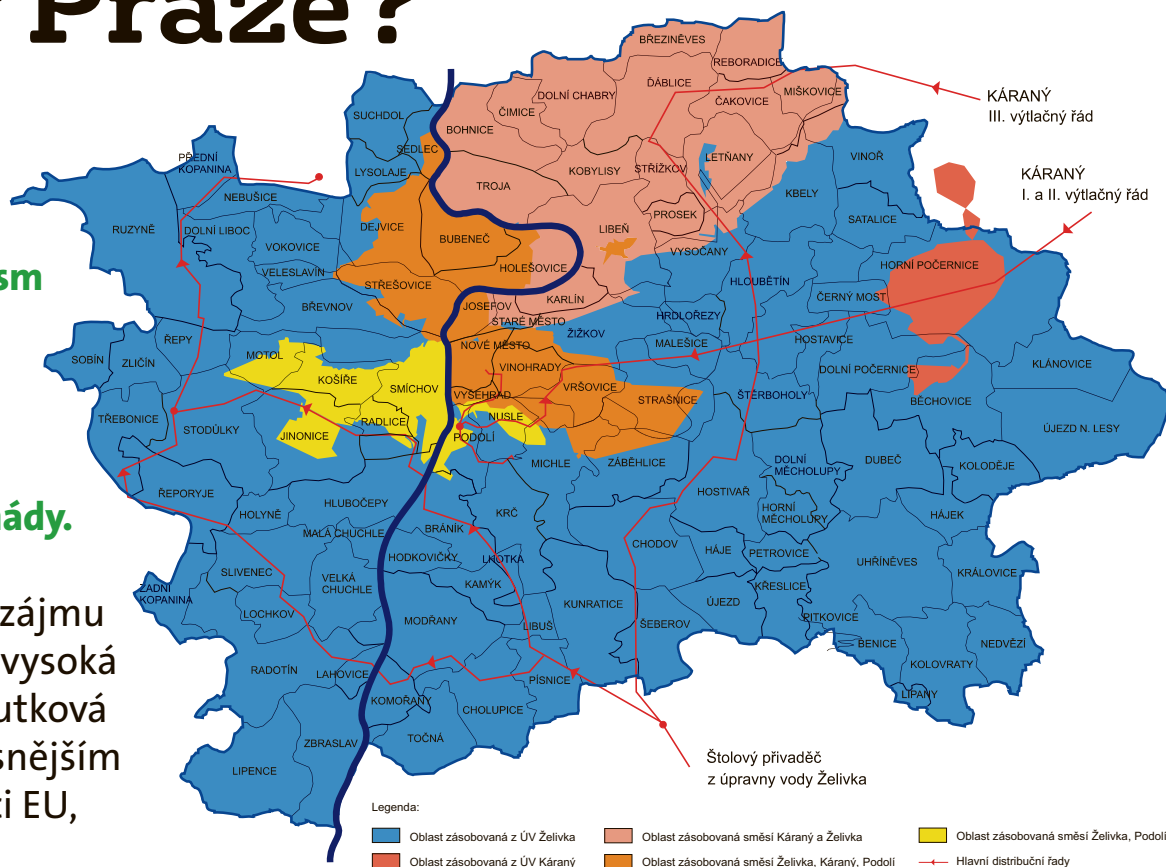 Praze?
sm
ády.
zájmu
vysoká
utková
snějším
i EU,
BŘEZINĚVES
REBORADICE
ĎÁBLICE
MIŠKOVICE
DOLNÍ CHABRY
ČAKOVICE
KÁRANÝ
III. výtlačný řád
SUCHDOL
ČIMICE
BOHNICE
SEDLEC
PŘEDNÍ
KOPANINA
LYSOLAJE
LETŇANY
VINOŘ
KOBYLISY
STŘÍŽKOV
TROJA
KBELY
KÁRANÝ
I. a II. výtlačný řád
NEBUŠICE
RUZYNĚ
DOLNÍ LIBOC
DEJVICE
BUBENEČ
LIBEŇ
PROSEK
SATALICE
VOKOVICE
VYSOČANY
VELESLAVÍN
HOLEŠOVICE
HORNÍ POČERNICE
STŘEŠOVICE
HLOUBĚTÍN
ČERNÝ MOST
BŘEVNOV
JOSEFOV
KARLÍN
STARÉ MĚSTO
HRDLOŘEZY
ŽIŽKOV
ŘEPY
NOVÉ MĚSTO
MALEŠICE
HOSTAVICE
SOBÍN
ZLIČÍN
MOTOL
VINOHRADY
KLÁNOVICE
KOŠÍŘE
SMÍCHOV
VRŠOVICE
DOLNÍ POČERNICE
VYŠEHRAD
STRAŠNICE
ŠTĚRBOHOLY
BĚCHOVICE
TŘEBONICE
STODŮLKY
RADLICE
NUSLE
JINONICE
PODOLÍ
ÚJEZD N. LESY
MICHLE
ZÁBĚHLICE
DOLNÍ
MĚCHOLUPY
DUBEČ
KOLODĚJE
ŘEPORYJE
HOSTIVAŘ
HLUBOČEPY
HOLYNĚ
KRČ
HORNÍ
MĚCHOLUPY
HÁJEK
MALÁ CHUCHLE
BRÁNÍK
CHODOV
HÁJE
PETROVICE
HODKOVIČKY
LHOTKA
UHŘÍNĚVES
SLIVENEC
VELKÁ
CHUCHLE
KAMÝK
KRÁLOVICE
ZADNÍ
KOPANINA
KŘESLICE
LOCHKOV
KUNRATICE
ÚJEZD
MODŘANY
LIBUŠ
ŠEBEROV
PITKOVICE
BENICE
NEDVĚZÍ
RADOTÍN
LAHOVICE
PÍSNICE
KOLOVRATY
KOMOŘANY
CHOLUPICE
LIPANY
ZBRASLAV
TOČNÁ
LIPENCE
Štolový přivaděč
z úpravny vody Želivka
Legenda:
Oblast zásobovaná z ÚV Želivka
Oblast zásobovaná směsí Káraný a Želivka
Oblast zásobovaná směsí Želivka, Podolí
Oblast zásobovaná z ÚV Káraný
Oblast zásobovaná směsí Želivka, Káraný, Podolí
Hlavní distribuční řady